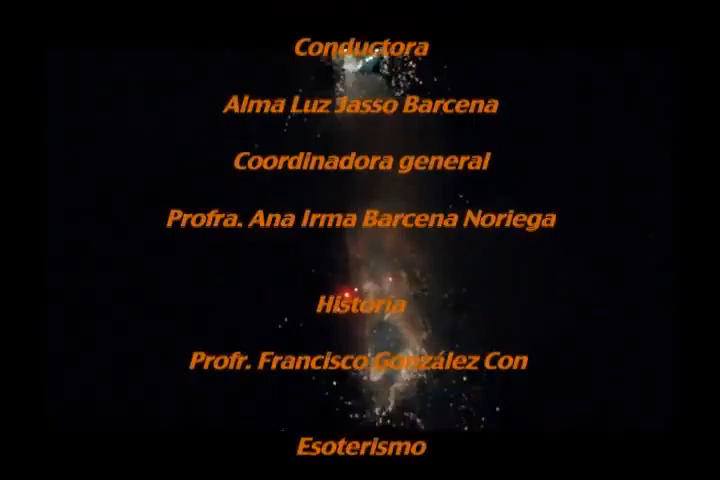 Conductora
Alma Luz Jasso Barcena
Coordinadora general
Profra. Ana Irma Barcena Noriega
Historia
Profr. Francisco González Con
Esoterismo